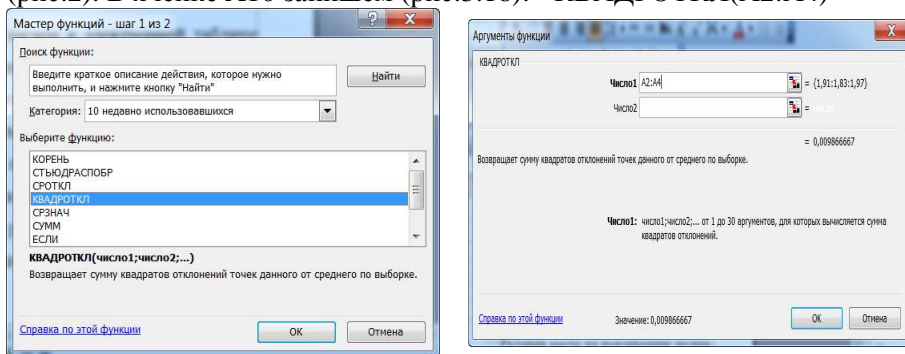 Мастер функций - шаг 1 из 2
Поиск функции:
Введите краткое описание действия, которое нужно
выполнить, и нажмите кнопку "Найти"
Найти
Категория: 10 недавно использовавшихся
Выберите функцию:
КОРЕНЬ
СТЬЮДРАСПОБР
СРОТКЛ
КВАДРОТКЛ
СРЗНАЧ
СУММ
ЕСЛИ
КВАДРОТКЛ(число1;число2;...)
Возвращает сумму квадратов отклонений точек данного от среднего по выборке.
Справка по этой функции
ОК
Отмена
Аргументы функции
КВАДРОТКЛ
Число1 A2:A4 = {1,91:1,83:1,97}
Число2 =
= 0,009866667
Возвращает сумму квадратов отклонений точек данного от среднего по выборке.
Число1: число1;число2;... от 1 до 30 аргументов, для которых вычисляется сумма
квадратов отклонений.
Справка по этой функции
Значение: 0,009866667
ОК
Отмена